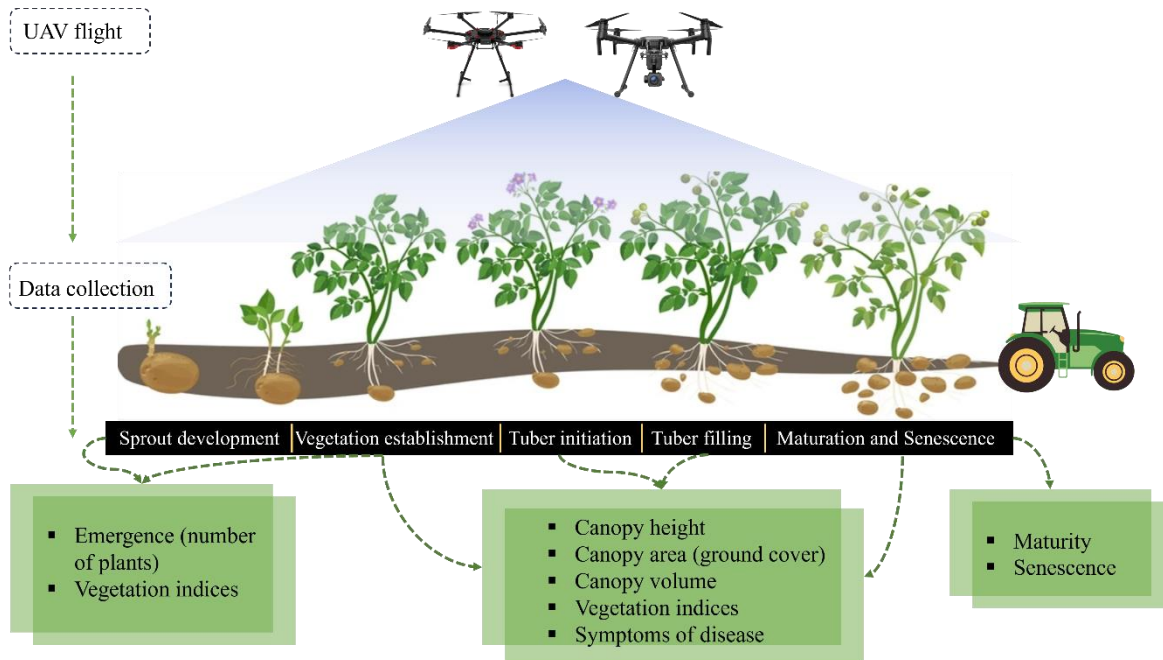 UAV flight
Data collection
Sprout development
Vegetation establishment
Tuber initiation
Tuber filling
Maturation and Senescence
▪ Emergence (number
of plants)
▪ Vegetation indices
▪ Canopy height
▪ Canopy area (ground cover)
▪ Canopy volume
▪ Vegetation indices
▪ Symptoms of disease
▪ Maturity
▪ Senescence